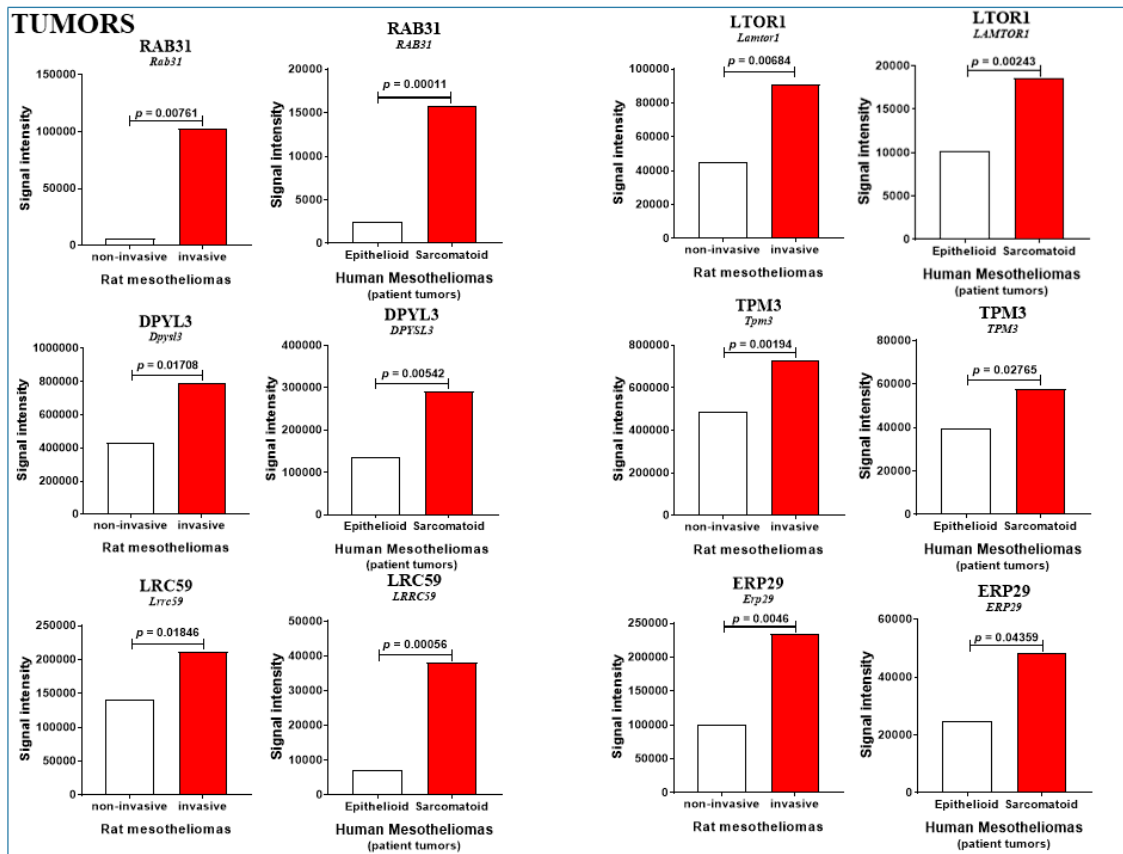 TUMORS
RAB31
Rab31
Signal intensity
150000
100000
50000
0
p = 0.00761
non-invasive invasive
Rat mesotheliomas
RAB31
RAB31
Signal intensity
20000
15000
10000
5000
0
p = 0.00011
Epithelioid Sarcomatoid
Human Mesotheliomas
(patient tumors)
LTOR1
Lamtor1
Signal intensity
100000
80000
60000
40000
20000
0
p = 0.00684
non-invasive invasive
Rat mesotheliomas
LTOR1
LAMTOR1
Signal intensity
20000
15000
10000
5000
0
p = 0.00243
Epithelioid Sarcomatoid
Human Mesotheliomas
(patient tumors)
DPYL3
Dpysl3
Signal intensity
1000000
800000
600000
400000
200000
0
p = 0.01708
non-invasive invasive
Rat mesotheliomas
DPYL3
DPYSL3
Signal intensity
400000
300000
200000
100000
0
p = 0.00542
Epithelioid Sarcomatoid
Human Mesotheliomas
(patient tumors)
TPM3
Tpm3
Signal intensity
800000
600000
400000
200000
0
p = 0.00194
non-invasive invasive
Rat mesotheliomas
TPM3
TPM3
Signal intensity
80000
60000
40000
20000
0
p = 0.02765
Epithelioid Sarcomatoid
Human Mesotheliomas
(patient tumors)
LRC59
Lrrc59
Signal intensity
250000
200000
150000
100000
50000
0
p = 0.01846
non-invasive invasive
Rat mesotheliomas
LRC59
LRRC59
Signal intensity
50000
40000
30000
20000
10000
0
p = 0.00056
Epithelioid Sarcomatoid
Human Mesotheliomas
(patient tumors)
ERP29
Erp29
Signal intensity
250000
200000
150000
100000
50000
0
p = 0.0046
non-invasive invasive
Rat mesotheliomas
ERP29
ERP29
Signal intensity
60000
40000
20000
0
p = 0.04359
Epithelioid Sarcomatoid
Human Mesotheliomas
(patient tumors)